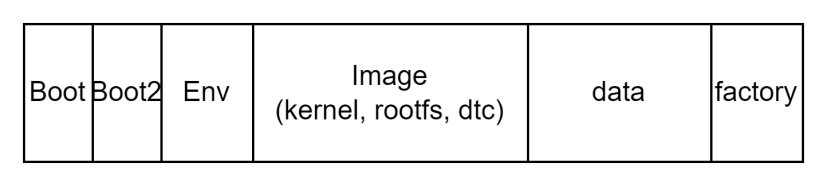 Boot
Boot2
Env
Image
(kernel, rootfs, dtc)
data
factory